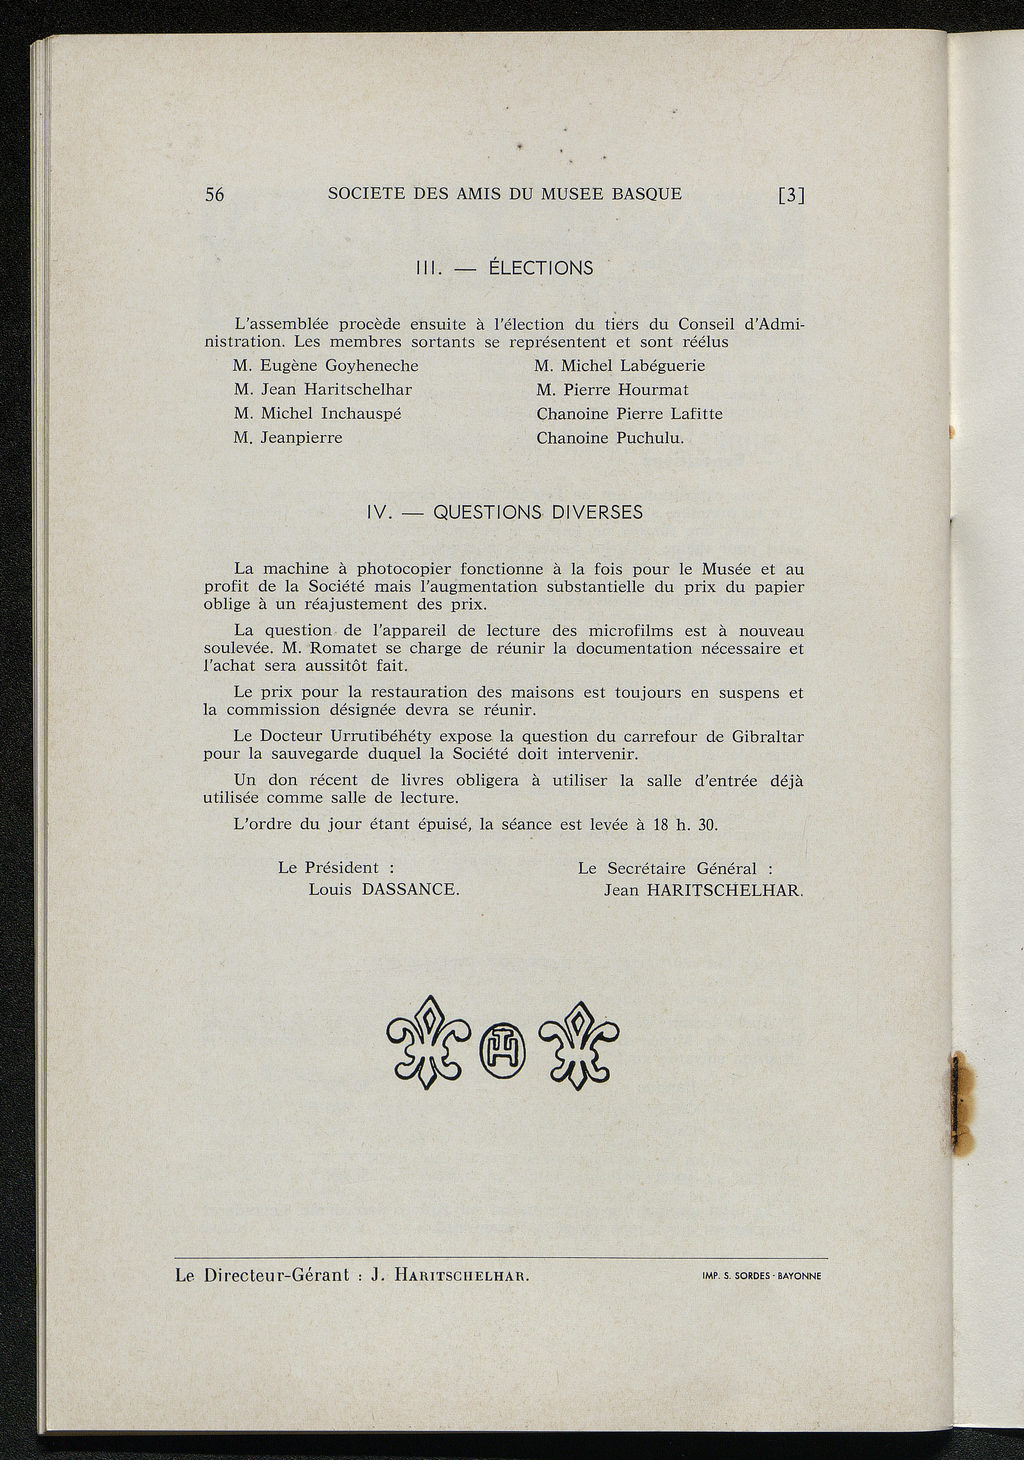 56 SOCIETE DES AMIS DU MUSEE BASQUE [3]
III. — ÉLECTIONS
L'assemblée procède ensuite à l'élection du tiers du Conseil d'Admi-
nistration. Les membres sortants se représentent et sont réélus
M. Eugène Goyheneche
M. Jean Haritschelhar
M. Michel Inchauspé
M. Jeanpierre
M. Michel Labéguerie
M. Pierre Hourmat
Chanoine Pierre Lafitte
Chanoine Puchulu.
IV. — QUESTIONS DIVERSES
La machine à photocopier fonctionne à la fois pour le Musée et au
profit de la Société mais l'augmentation substantielle du prix du papier
oblige à un réajustement des prix.
La question de l'appareil de lecture des microfilms est à nouveau
soulevée. M. Romatet se charge de réunir la documentation nécessaire et
l'achat sera aussitôt fait.
Le prix pour la restauration des maisons est toujours en suspens et
la commission désignée devra se réunir.
Le Docteur Urrutibéhéty expose la question du carrefour de Gibraltar
pour la sauvegarde duquel la Société doit intervenir.
Un don récent de livres obligera à utiliser la salle d'entrée déjà
utilisée comme salle de lecture.
L'ordre du jour étant épuisé, la séance est levée à 18 h. 30.
Le Président :
Louis DASSANCE.
Le Secrétaire Général :
Jean HARITSCHELHAR.
Le Directeur-Gérant : J. HARITSCHELHAR.
IMP. S. SORDES - BAYONNE